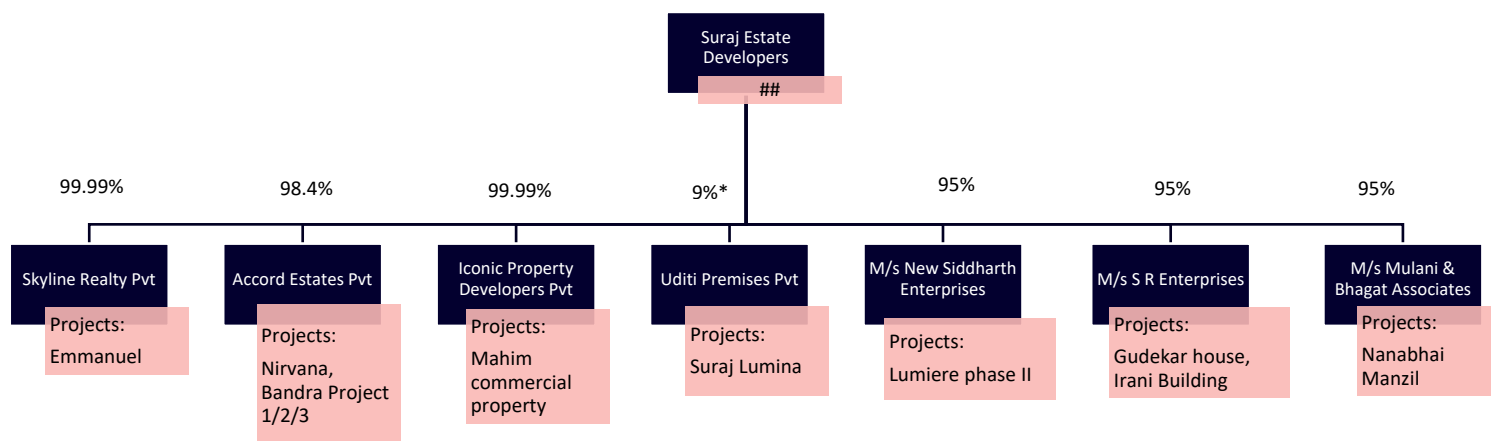 Suraj Estate
Developers
##
99.99%
98.4%
99.99%
9%*
95%
95%
95%
Skyline Realty Pvt
Projects:
Emmanuel
Accord Estates Pvt
Projects:
Nirvana,
Bandra Project
1/2/3
Iconic Property
Developers Pvt
Projects:
Mahim
commercial
property
Uditi Premises Pvt
Projects:
Suraj Lumina
M/s New Siddharth
Enterprises
Projects:
Lumiere phase II
M/s S R Enterprises
Projects:
Gudekar house,
Irani Building
M/s Mulani &
Bhagat Associates
Projects:
Nanabhai
Manzil